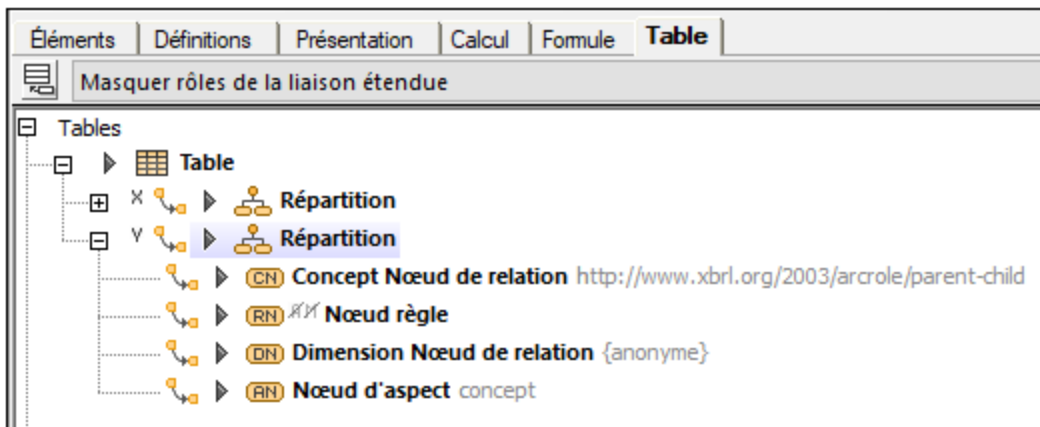 Éléments Définitions Présentation Calcul Formule Table
Masquer rôles de la liaison étendue
Tables
Table
X Répartition
Y Répartition
CN Concept Nœud de relation http://www.xbrl.org/2003/arcrole/parent-child
RN Nœud règle
DN Dimension Nœud de relation {anonyme}
AN Nœud d'aspect concept